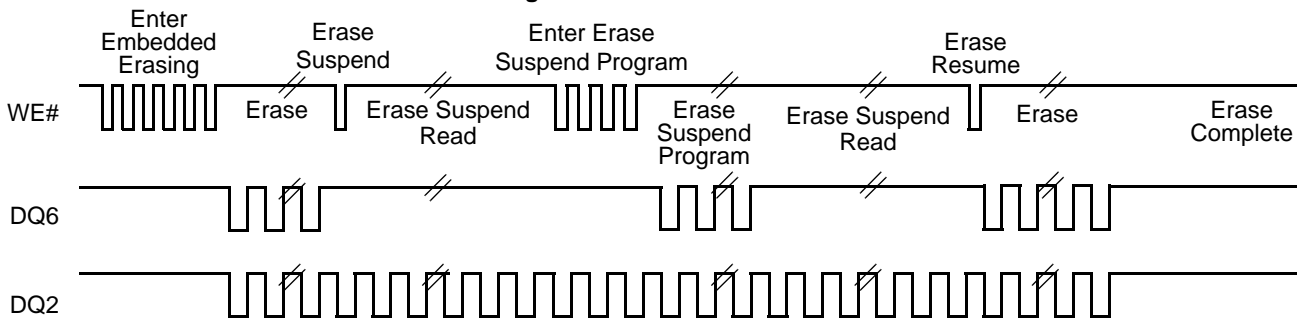 Enter
Embedded
Erasing
Erase
Suspend
Enter Erase
Suspend Program
Erase
Resume
WE#
Erase
Erase Suspend
Read
Erase
Suspend
Program
Erase Suspend
Read
Erase
Erase
Complete
DQ6
DQ2